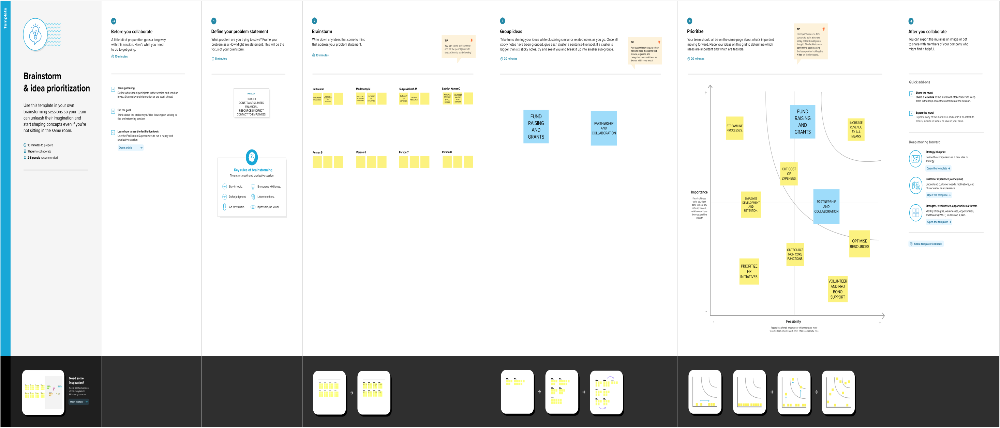 Template
Brainstorm
& idea prioritization
Use this template in your own
brainstorming sessions so your team
can unleash their imagination and
start shaping concepts even if you're
not sitting in the same room.
10 minutes to prepare
1 hour to collaborate
2-8 people recommended
Need some
inspiration?
See a finished version
of this template to
kickstart your work.
Open example
Before you collaborate
A little bit of preparation goes a long way
with this session. Here's what you need
to do to get going.
10 minutes
A
Team gathering
Define who should participate in the session and send an
invite. Share relevant information or pre-work ahead.
B
Set the goal
Think about the problem you'll be focusing on solving in
the brainstorming session.
C
Learn how to use the facilitation tools
Use the Facilitation Superpowers to run a happy and
productive session.
Open article
1
Define your problem statement
What problem are you trying to solve? Frame your
problem as a How Might We statement. This will be the
focus of your brainstorm.
5 minutes
PROBLEM
BUDGET
CONSTRAINTS.LIMITED
FINIANCIAL
RESOURCES.INDIRECT
CONTACT TO EMPLOYEES.
Key rules of brainstorming
To run an smooth and productive session
Stay in topic.
Encourage wild ideas.
Defer judgment.
Listen to others.
Go for volume.
If possible, be visual.
2
Brainstorm
Write down any ideas that come to mind
that address your problem statement.
10 minutes
TIP
You can select a sticky note
and hit the pencil [switch to
sketch] icon to start drawing!
Rathies.M
STREAMLINE
PROCESSES.
EMPLOYEE
DEVELOPMENT
AND
RETENTION.
Madasamy.M
OUTSOURCE
NON CORE
FUNCTIONS.
PRIORITIZE
HR
INITIATIVES.
Surya Aakash.M
CUT COST
OF
EXPENSES.
OPTIMISE
RESOURCES
Sathish Kumar.C
INCREASE
REVENUE
BY ALL
MEANS
VOLUNTEER
AND PRO
BONO
SUPPORT
Person 5
Person 6
Person 7
Person 8
3
Group ideas
Take turns sharing your ideas while clustering similar or related notes as you go. Once all
sticky notes have been grouped, give each cluster a sentence-like label. If a cluster is
bigger than six sticky notes, try and see if you and break it up into smaller sub-groups.
20 minutes
TIP
Add customizable tags to sticky
notes to make it easier to find,
browse, organize, and
categorize important ideas as
themes within your mural.
FUND
RAISING
AND
GRANTS
PARTNERSHIP
AND
COLLABORATION
4
Prioritize
Your team should all be on the same page about what's important
moving forward. Place your ideas on this grid to determine which
ideas are important and which are feasible.
20 minutes
TIP
Participants can use their
cursors to point at where
sticky notes should go on
the grid. The facilitator can
confirm the spot by using
the laser pointer holding the
H key on the keyboard.
+
STREAMLINE
PROCESSES.
FUND
RAISING
AND
GRANTS
INCREASE
REVENUE
BY ALL
MEANS
CUT COST
OF
EXPENSES.
Importance
If each of these
tasks could get
done without any
difficulty or cost,
which would have
the most positive
impact?
EMPLOYEE
DEVELOPMENT
AND
RETENTION.
PARTNERSHIP
AND
COLLABORATION
OPTIMISE
RESOURCES
OUTSOURCE
NON CORE
FUNCTIONS.
PRIORITIZE
HR
INITIATIVES.
VOLUNTEER
AND PRO
BONO
SUPPORT
-
-
+
Feasibility
Regardless of their importance, which tasks are more
feasible than others? (Cost, time, effort, complexity, etc.)
After you collaborate
You can export the mural as an image or pdf
to share with members of your company who
might find it helpful.
Quick add-ons
A
Share the mural
Share a view link to the mural with stakeholders to keep
them in the loop about the outcomes of the session.
B
Export the mural
Export a copy of the mural as a PNG or PDF to attach to
emails, include in slides, or save in your drive.
Keep moving forward
Strategy blueprint
Define the components of a new idea or
strategy.
Open the template
Customer experience journey map
Understand customer needs, motivations, and
obstacles for an experience.
Open the template
Strengths, weaknesses, opportunities & threats
Identify strengths, weaknesses, opportunities,
and threats (SWOT) to develop a plan.
Open the template
Share template feedback